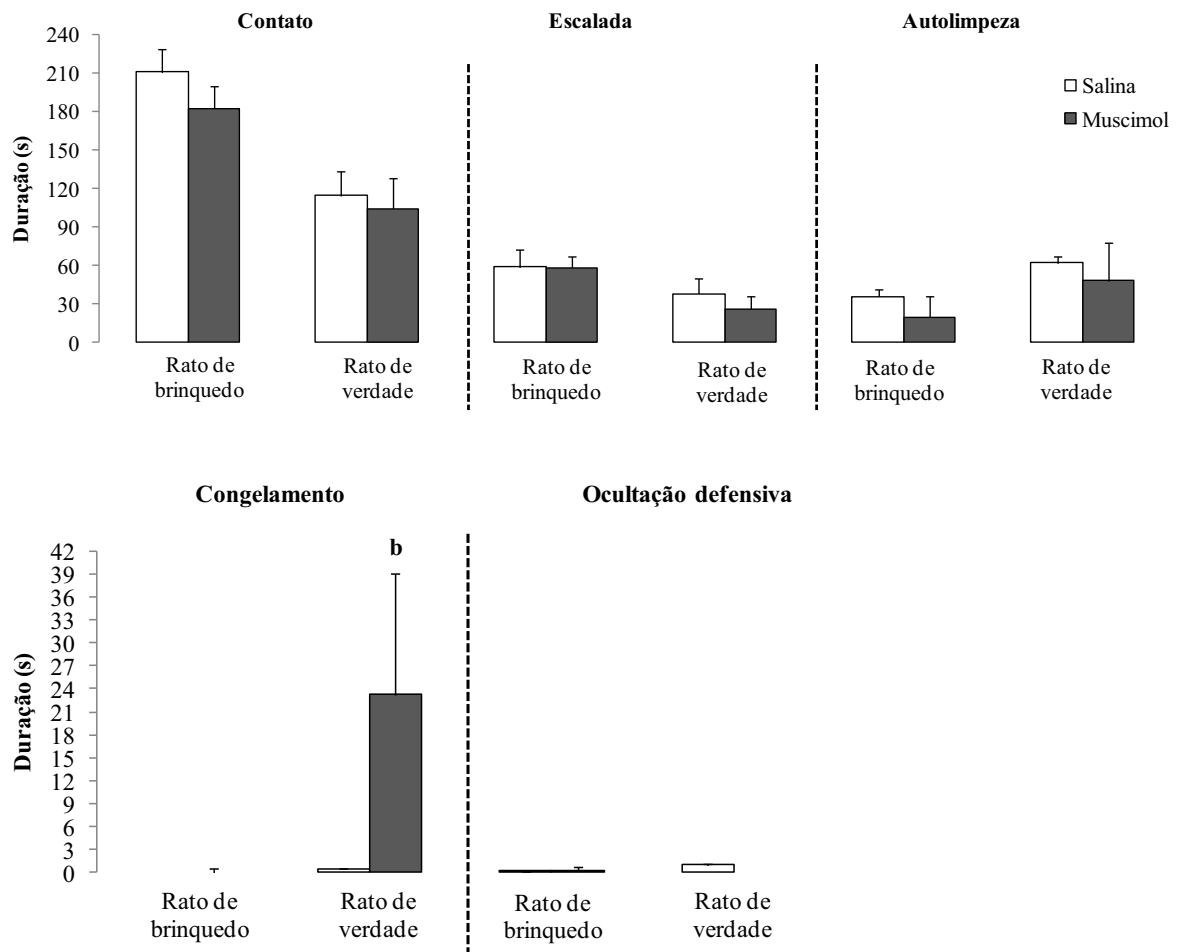 Contato
Escalada
Autolimpeza
240
210
180
150
120
90
60
30
0
Duração (s)
Salina
Muscimol
Rato de
brinquedo
Rato de
verdade
Rato de
brinquedo
Rato de
verdade
Rato de
brinquedo
Rato de
verdade
Congelamento
Ocultação defensiva
42
39
36
33
30
27
24
21
18
15
12
9
6
3
0
Duração (s)
b
Rato de
brinquedo
Rato de
verdade
Rato de
brinquedo
Rato de
verdade